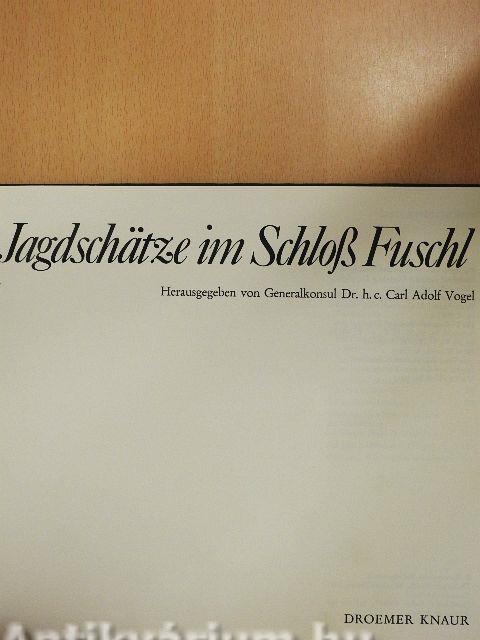 Jagdschätze im Schloß Fuschl
Herausgegeben von Generalkonsul Dr. h. c. Carl Adolf Vogel
DROEMER KNAUR
Antikvárium.hu